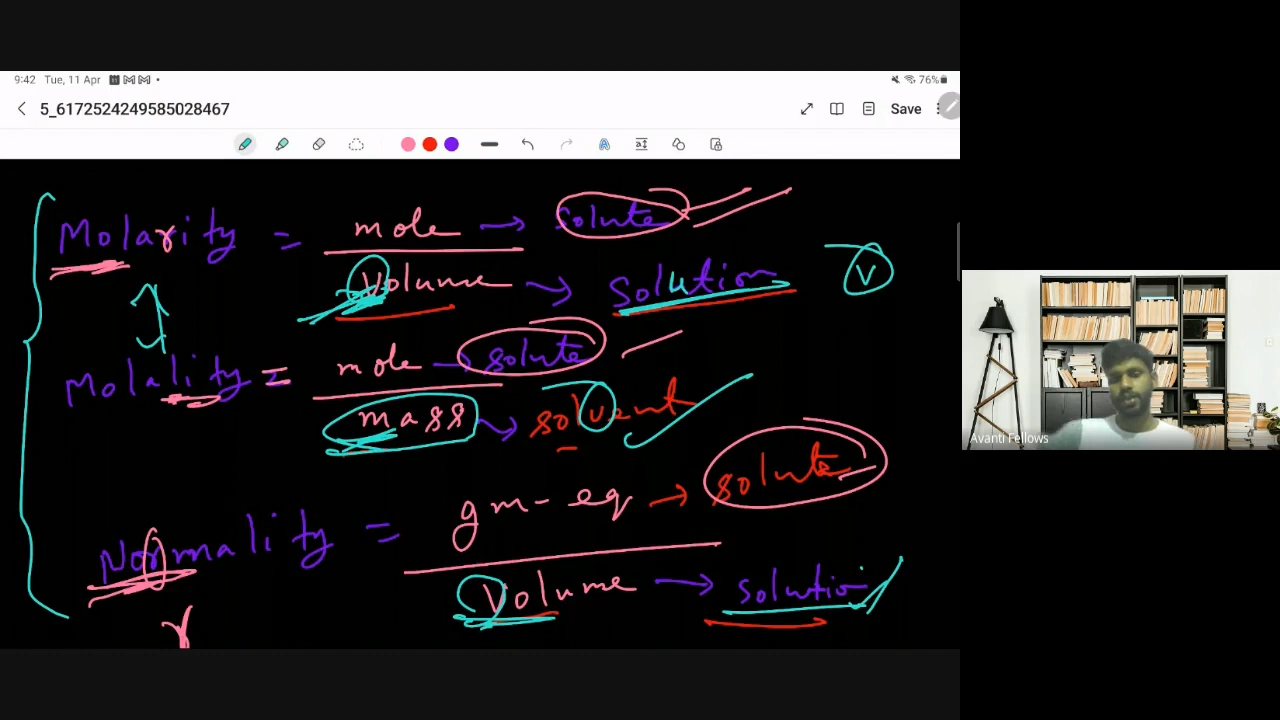 9:42 Tue, 11 Apr
76%
5_6172524249585028467
Save
Molarity = mole → solute
Volume → solution V
Molality = mole → solute
mass → solvent
gm-eq → solute
Normality =
Volume → solution
r
Avanti Fellows